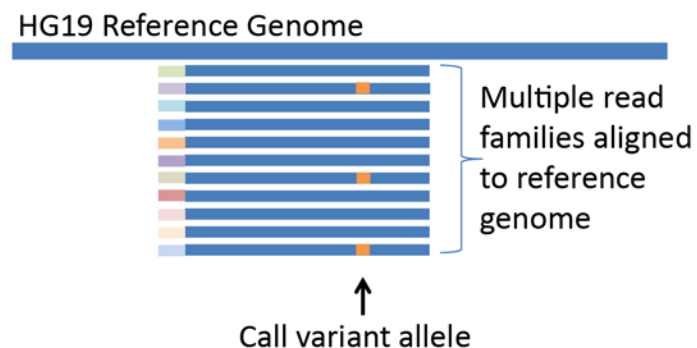 HG19 Reference Genome
Multiple read
families aligned
to reference
genome
Call variant allele